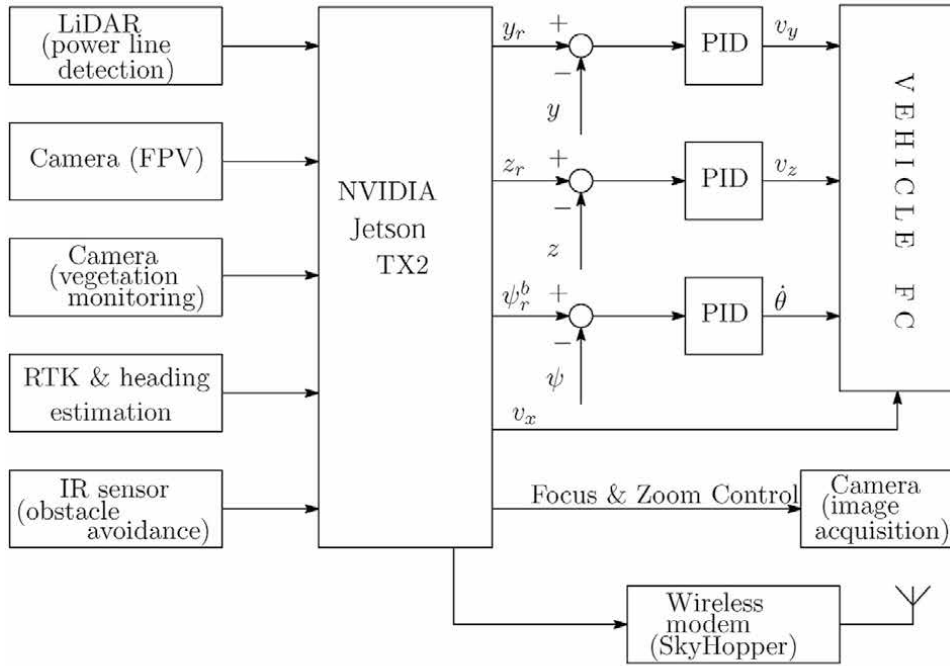 LiDAR
(power line
detection)
Camera (FPV)
Camera
(vegetation
monitoring)
RTK & heading
estimation
IR sensor
(obstacle
avoidance)
NVIDIA
Jetson
TX2
y_r
+
−
y
PID
v_y
z_r
+
−
z
PID
v_z
ψ_r^b
+
−
ψ
PID
θ̇
v_x
VEHICLE FC
Focus & Zoom Control
Camera
(image
acquisition)
Wireless
modem
(SkyHopper)